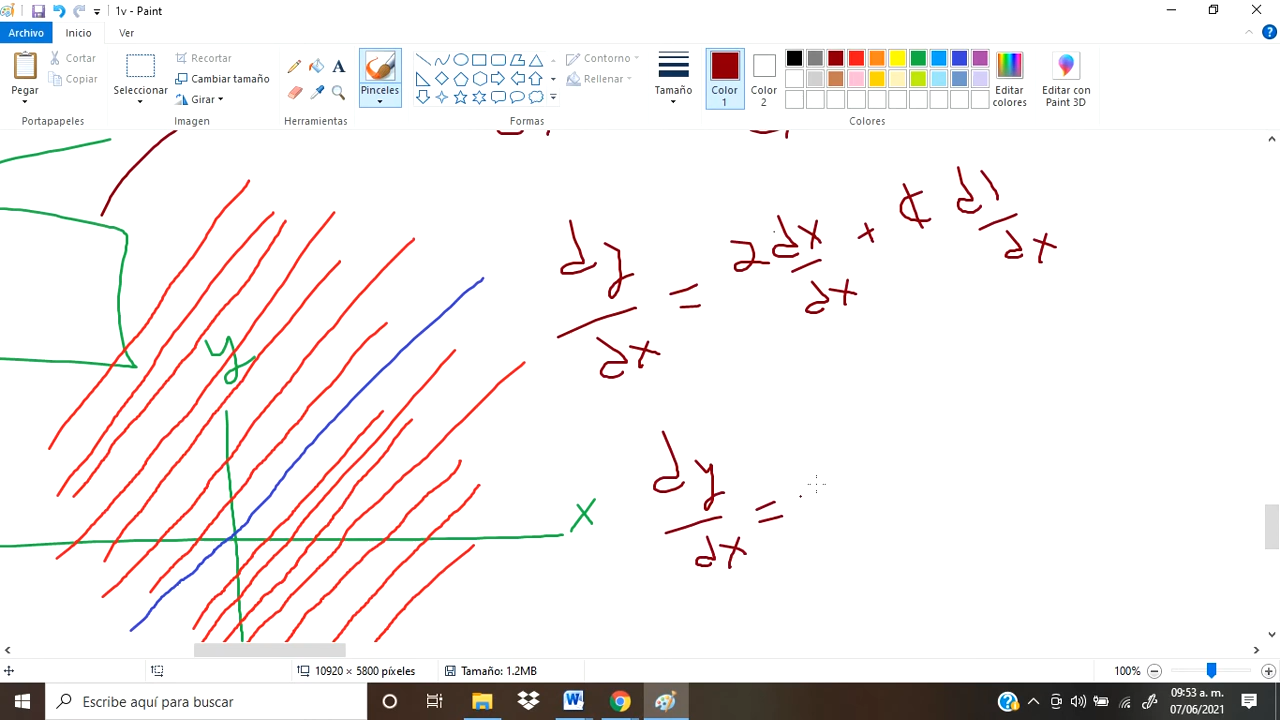 1v - Paint
Archivo Inicio Ver
Pegar
Cortar
Copiar
Portapapeles
Seleccionar
Recortar
Cambiar tamaño
Girar
Imagen
A
Herramientas
Pinceles
Contorno
Rellenar
Formas
Tamaño
Color 1
Color 2
Editar colores
Editar con Paint 3D
Colores
dy/dx = 2 dx/dx + ₵
y
x
dy/dx =
10920 × 5800 píxeles
Tamaño: 1.2MB
100%
Escribe aquí para buscar
09:53 a. m.
07/06/2021